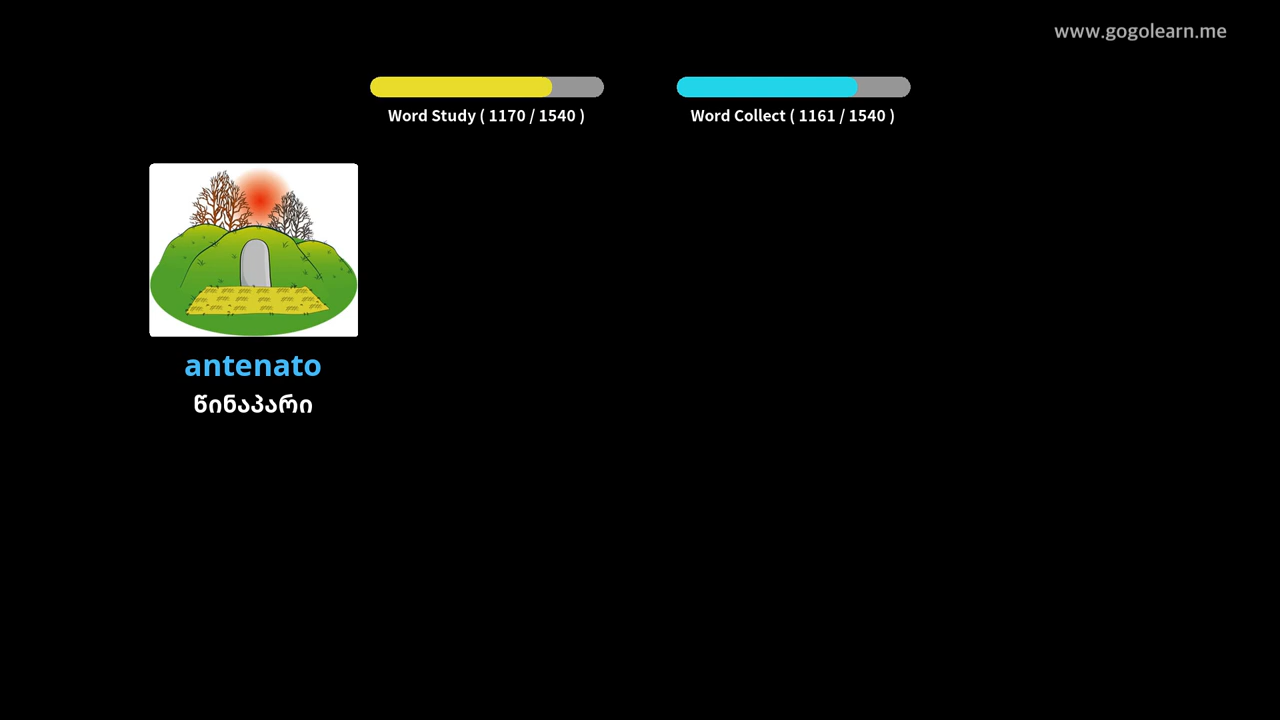 www.gogolearn.me
Word Study ( 1170 / 1540 )
Word Collect ( 1161 / 1540 )
antenato
წინაპარი